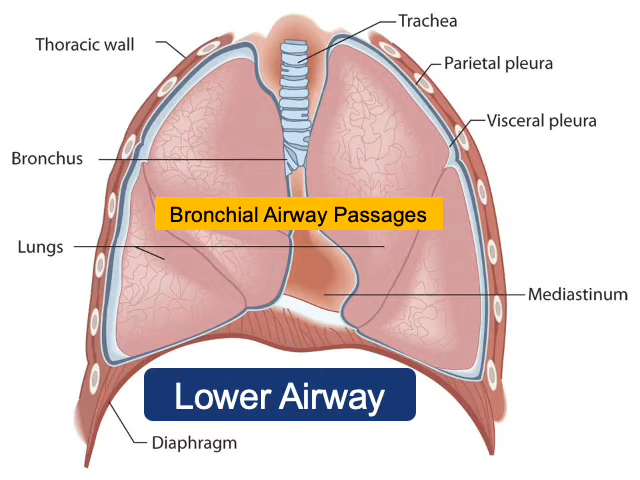 Trachea
Thoracic wall
Parietal pleura
Visceral pleura
Bronchus
Bronchial Airway Passages
Lungs
Mediastinum
Lower Airway
Diaphragm